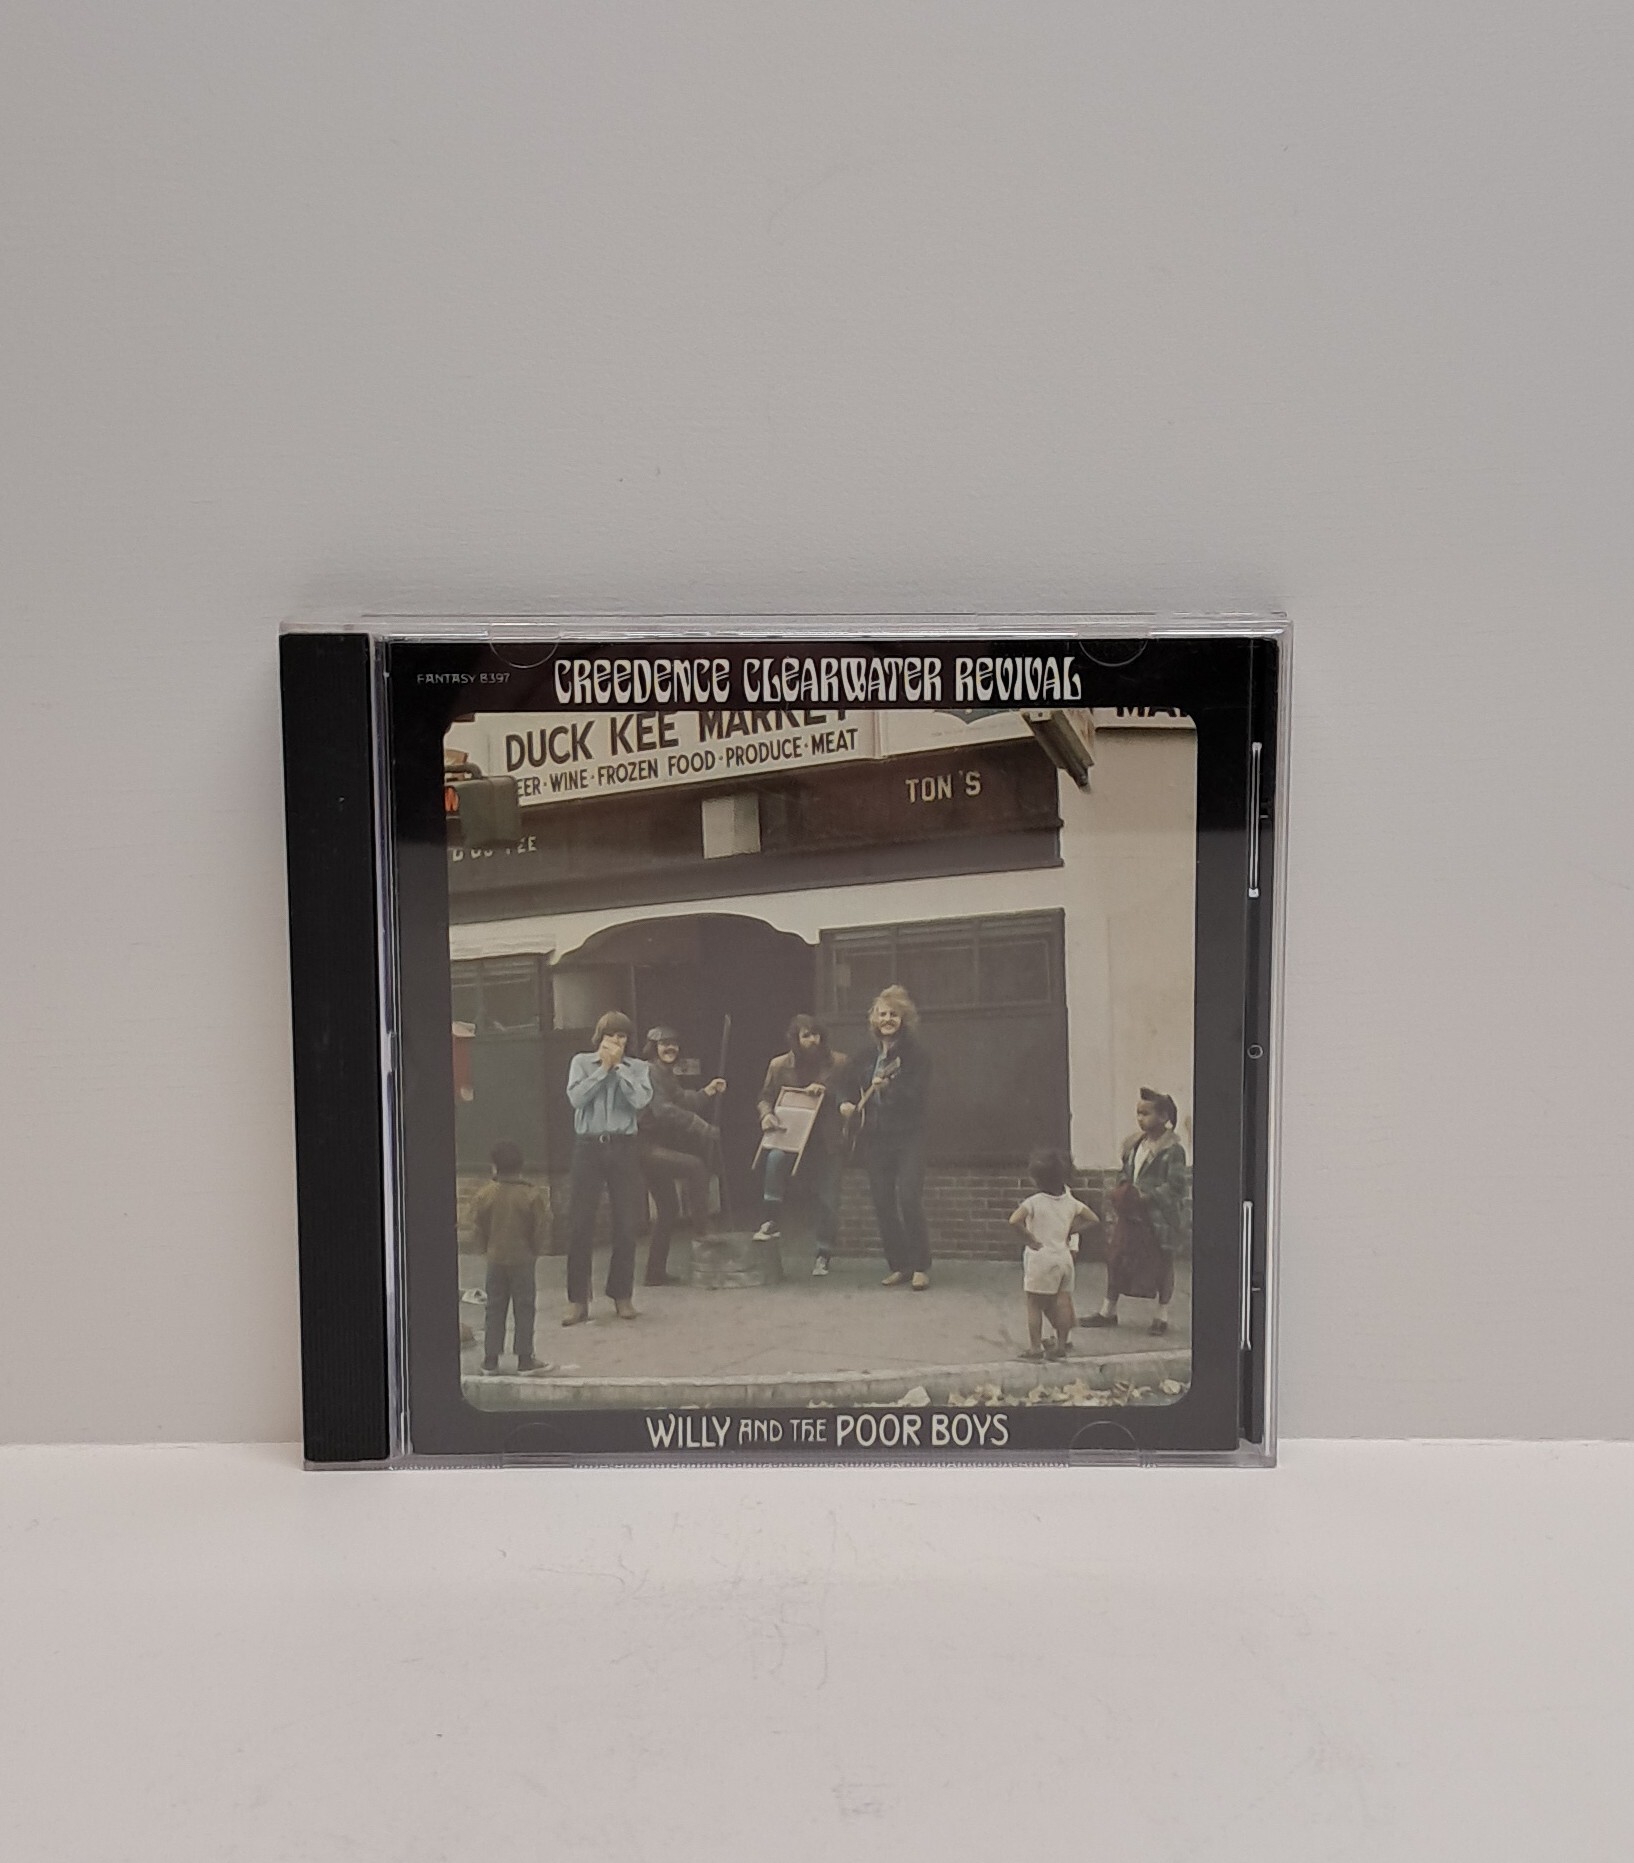 FANTASY 8397
CREEDENCE CLEARWATER REVIVAL
DUCK KEE MARKET
EER·WINE·FROZEN FOOD·PRODUCE·MEAT
TON'S
WILLY AND THE POOR BOYS